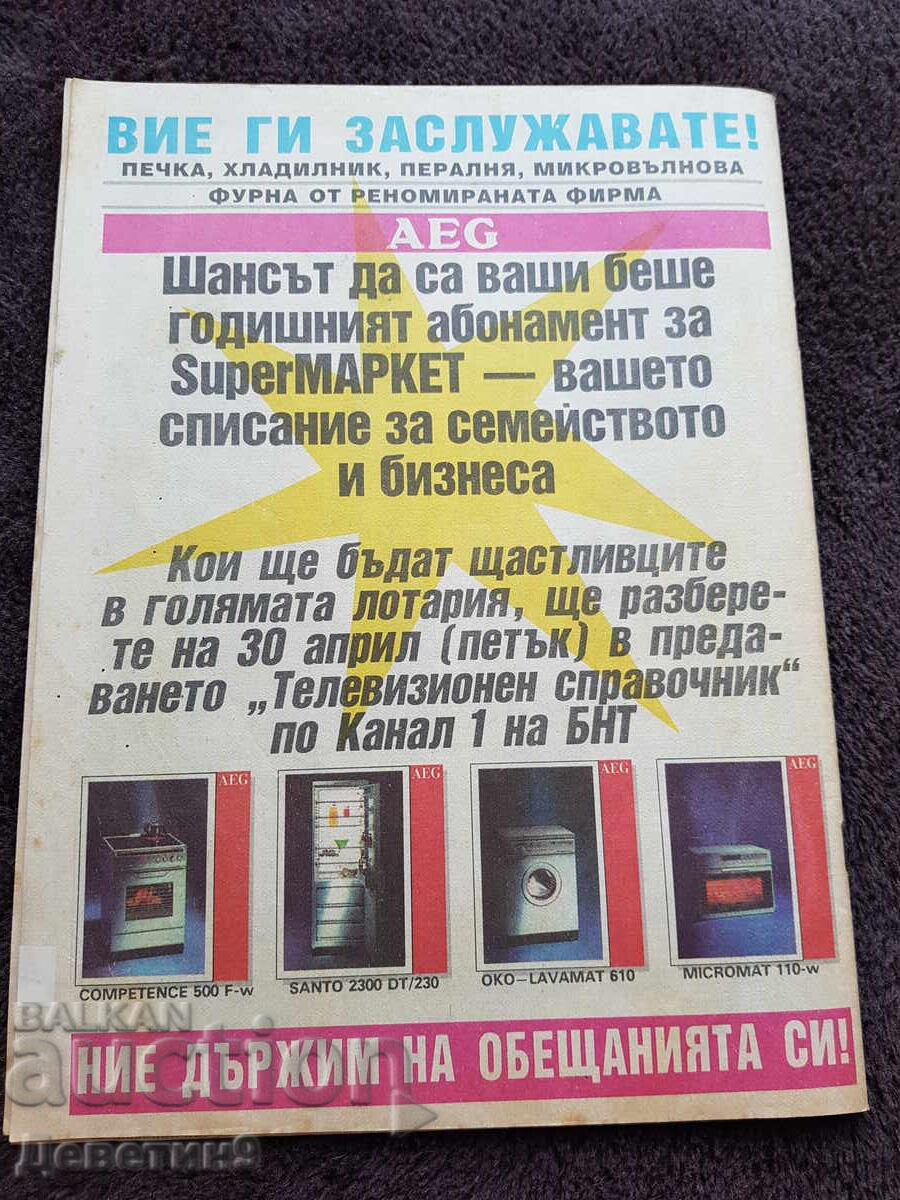 ВИЕ ГИ ЗАСЛУЖАВАТЕ!
ПЕЧКА, ХЛАДИЛНИК, ПЕРАЛНЯ, МИКРОВЪЛНОВА
ФУРНА ОТ РЕНОМИРАНАТА ФИРМА
AEG
Шансът да са ваши беше
годишният абонамент за
SuperМАРКЕТ — вашето
списание за семейството
и бизнеса
Кои ще бъдат щастливците
в голямата лотария, ще разбере-
те на 30 април (петък) в преда-
ването „Телевизионен справочник“
по Канал 1 на БНТ
AEG
AEG
AEG
AEG
COMPETENCE 500 F-w
SANTO 2300 DT/230
OKO–LAVAMAT 610
MICROMAT 110-w
НИЕ ДЪРЖИМ НА ОБЕЩАНИЯТА СИ!
BALKAN
auction
Деветин9